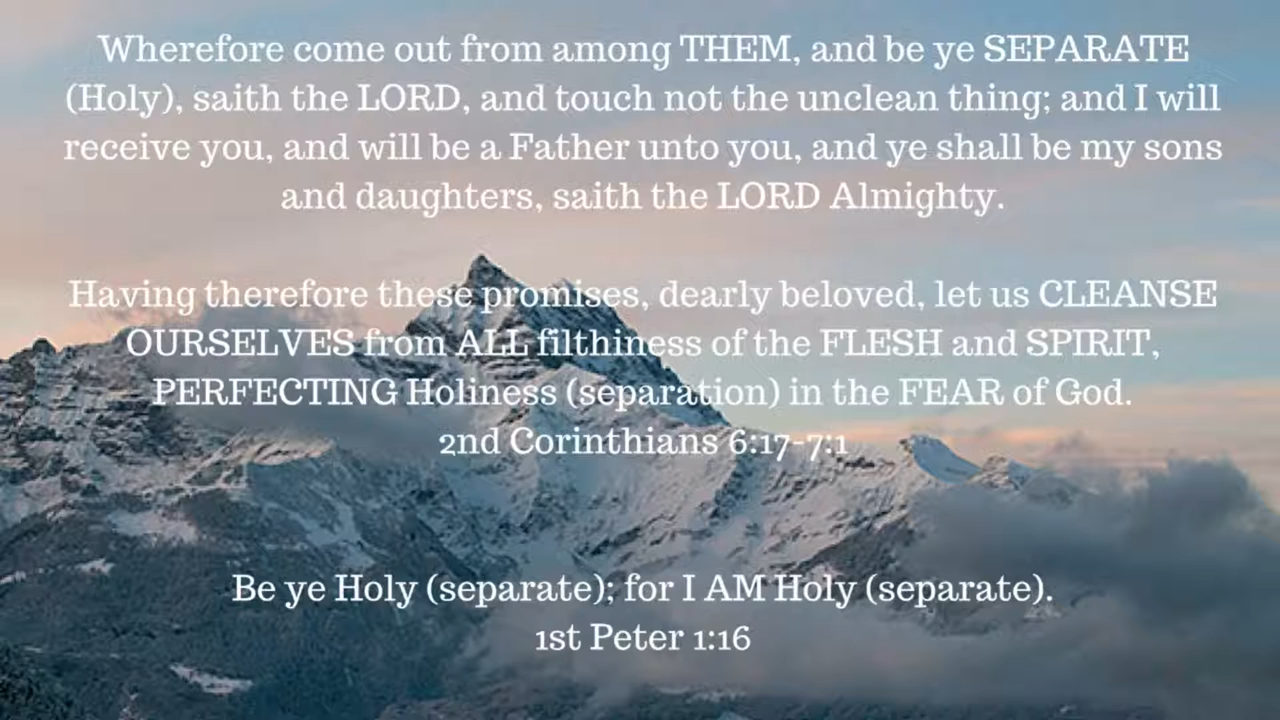 Wherefore come out from among THEM, and be ye SEPARATE
(Holy), saith the LORD, and touch not the unclean thing; and I will
receive you, and will be a Father unto you, and ye shall be my sons
and daughters, saith the LORD Almighty.
Having therefore these promises, dearly beloved, let us CLEANSE
OURSELVES from ALL filthiness of the FLESH and SPIRIT,
PERFECTING Holiness (separation) in the FEAR of God.
2nd Corinthians 6:17-7:1
Be ye Holy (separate); for I AM Holy (separate).
1st Peter 1:16